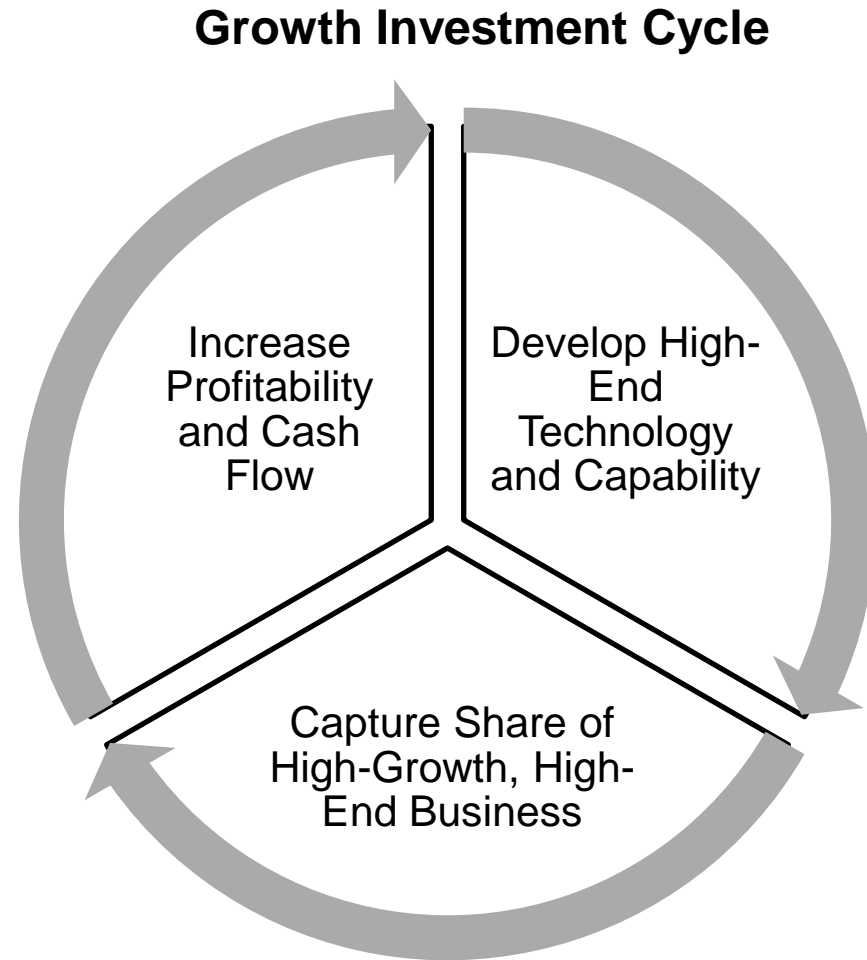 Growth Investment Cycle
Increase
Profitability
and Cash
Flow
Develop High-
End
Technology
and Capability
Capture Share of
High-Growth, High-
End Business